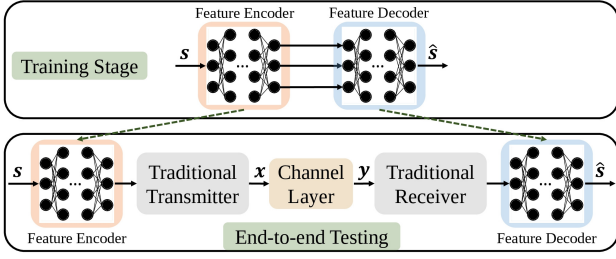 Feature Encoder Feature Decoder
s ... ... ŝ
Training Stage
s ... Traditional Transmitter x Channel Layer y Traditional Receiver ... ŝ
Feature Encoder End-to-end Testing Feature Decoder